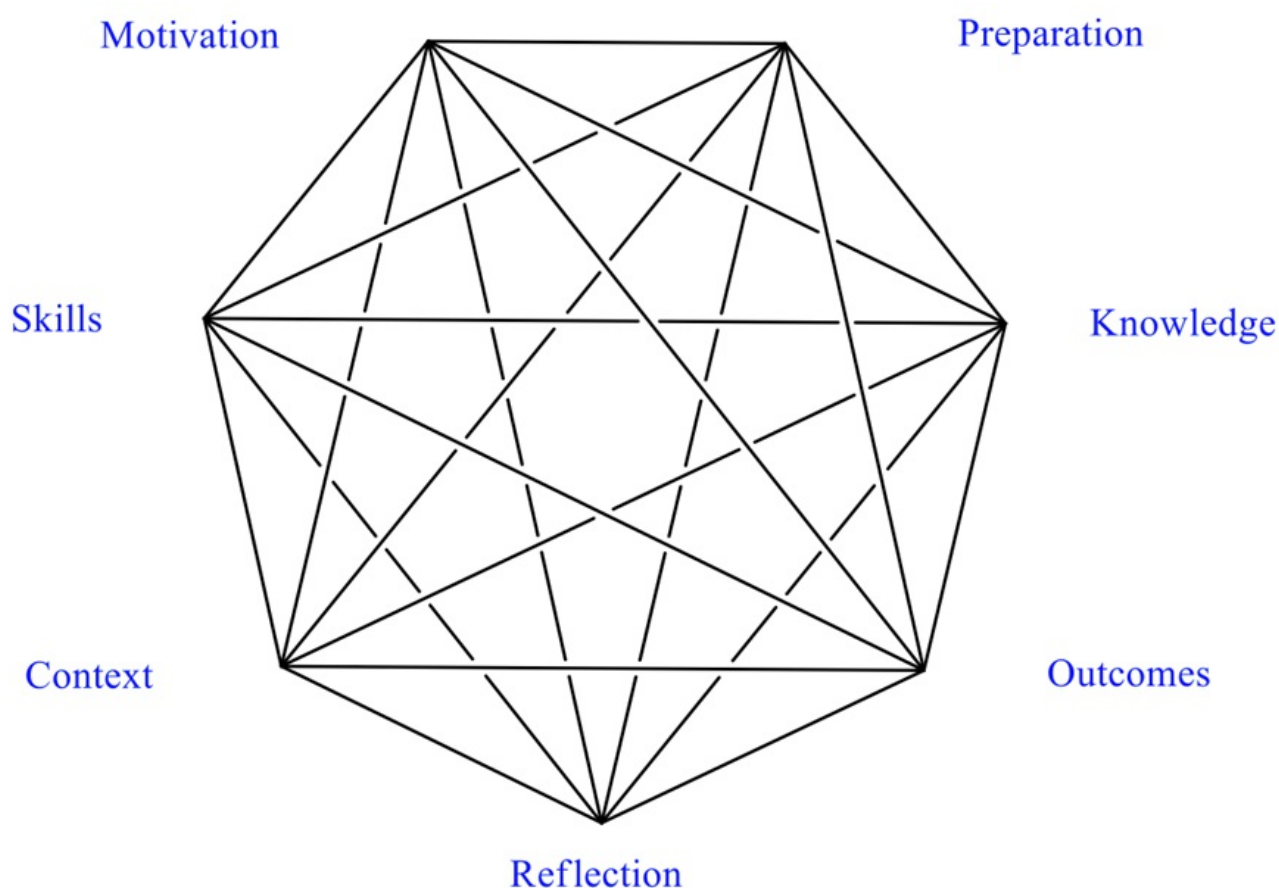 Motivation
Preparation
Skills
Knowledge
Context
Outcomes
Reflection